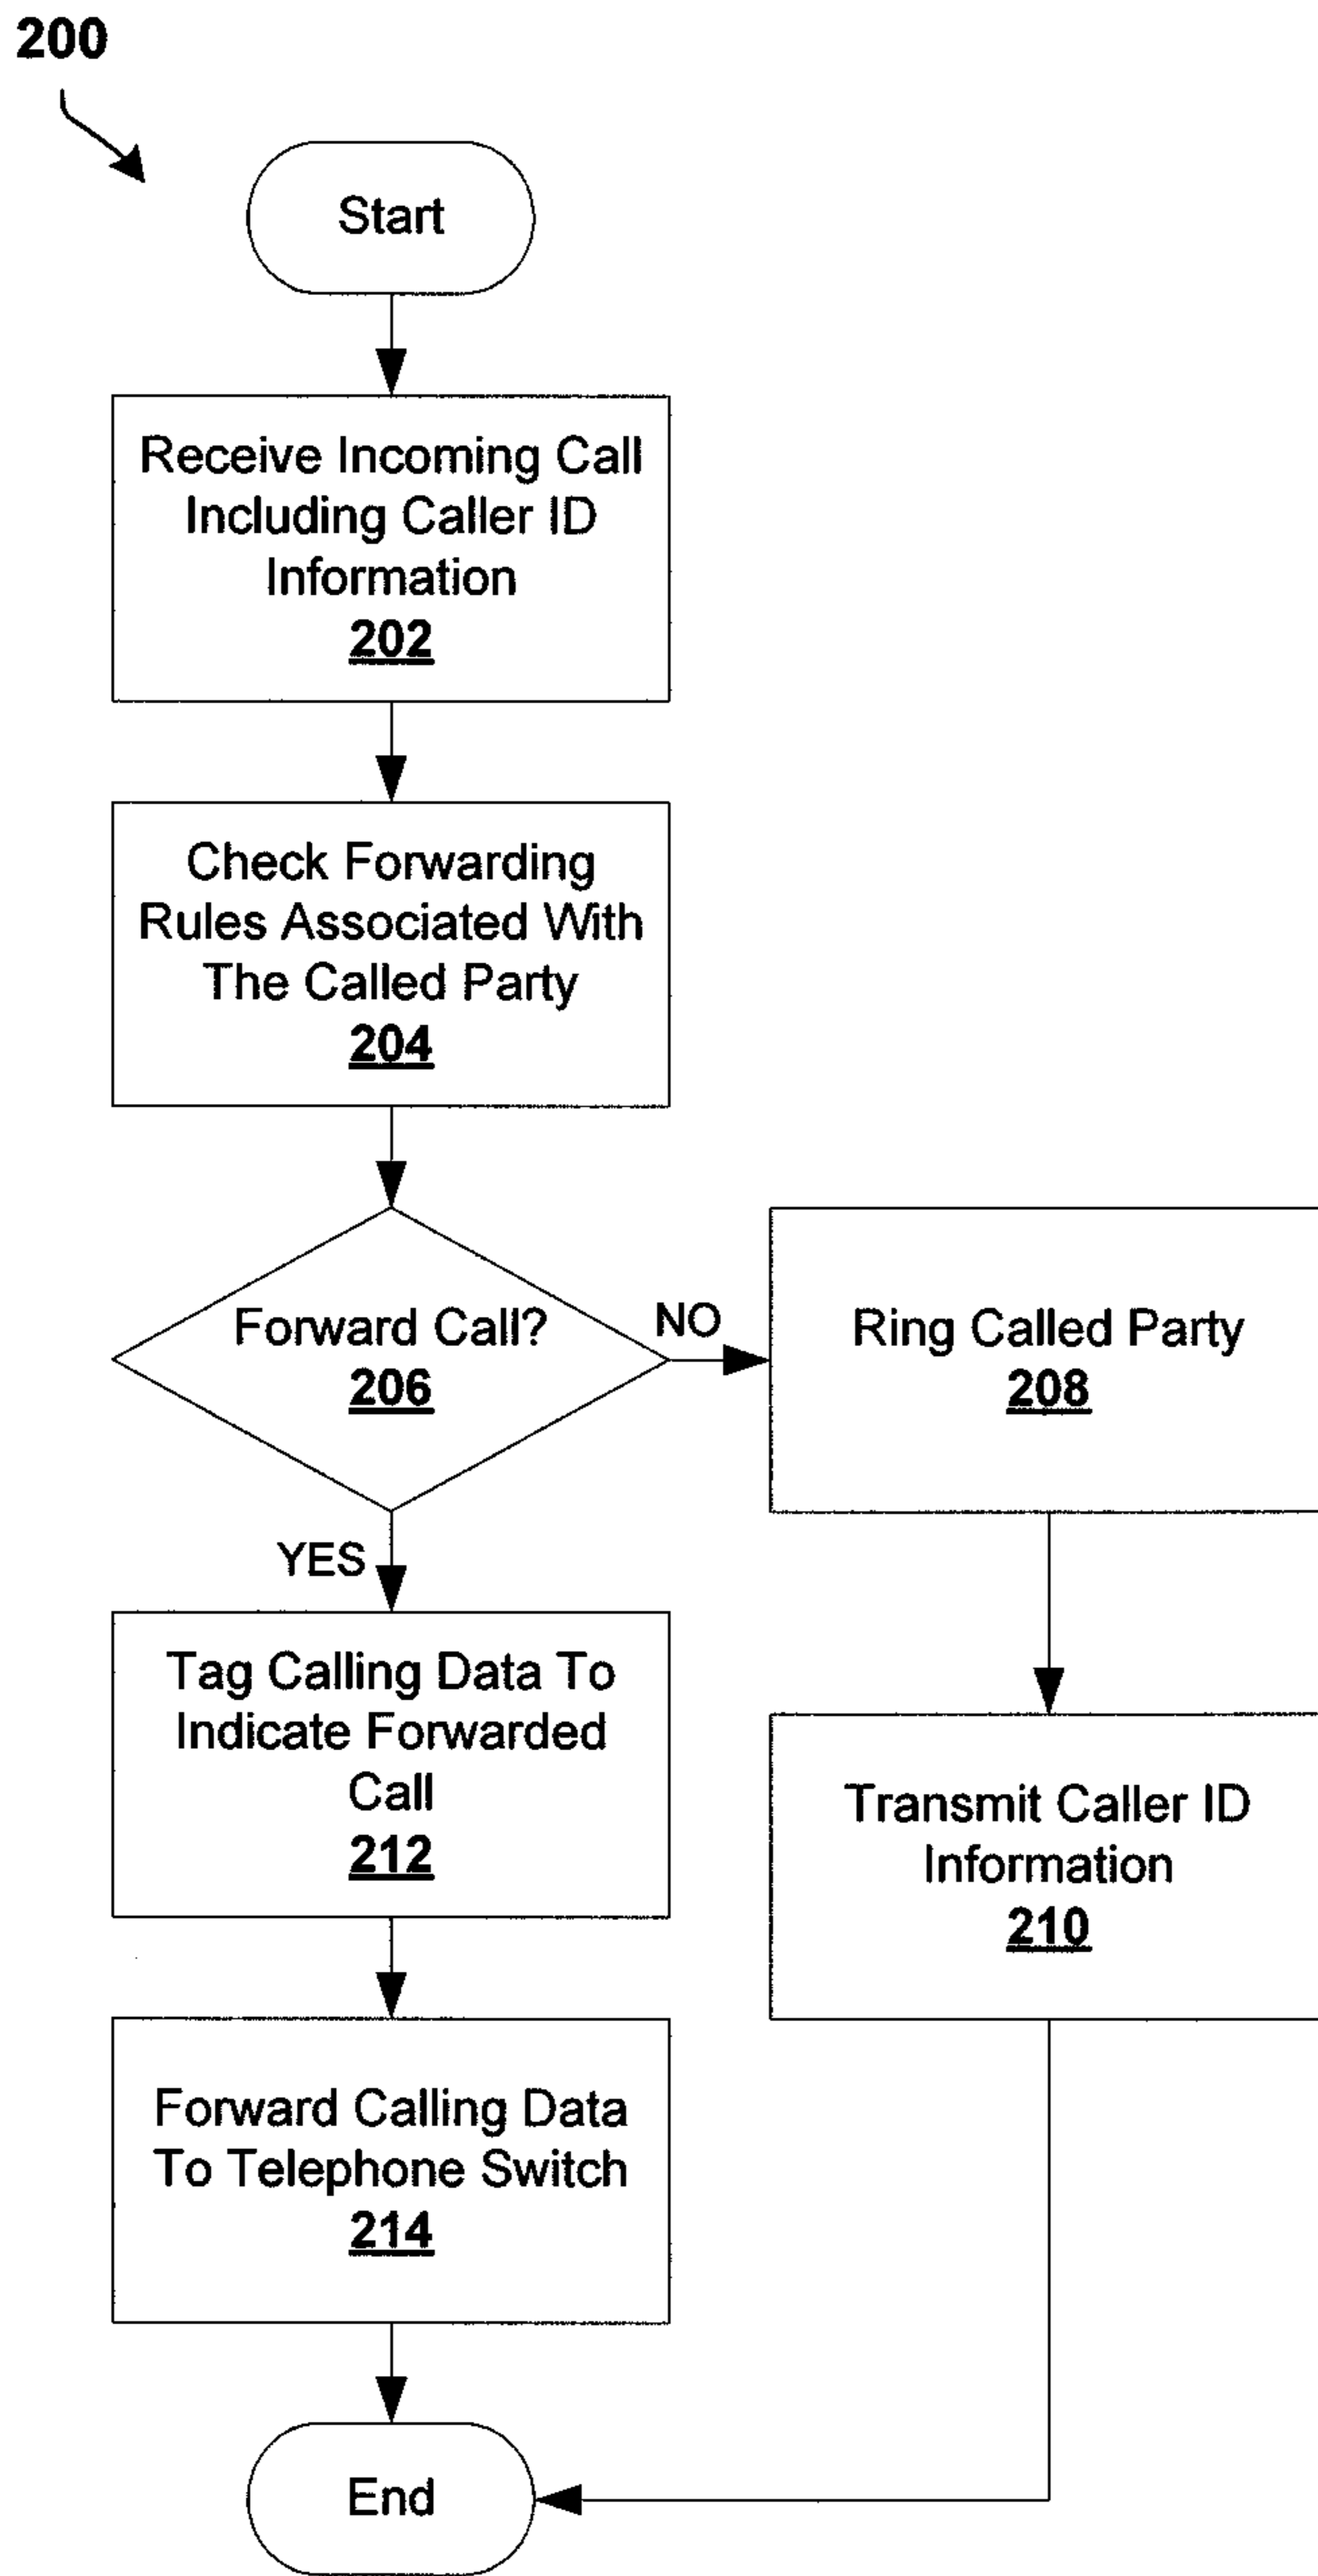 200
Start
Receive Incoming Call
Including Caller ID
Information
202
Check Forwarding
Rules Associated With
The Called Party
204
Forward Call?
206
NO
Ring Called Party
208
YES
Tag Calling Data To
Indicate Forwarded
Call
212
Transmit Caller ID
Information
210
Forward Calling Data
To Telephone Switch
214
End